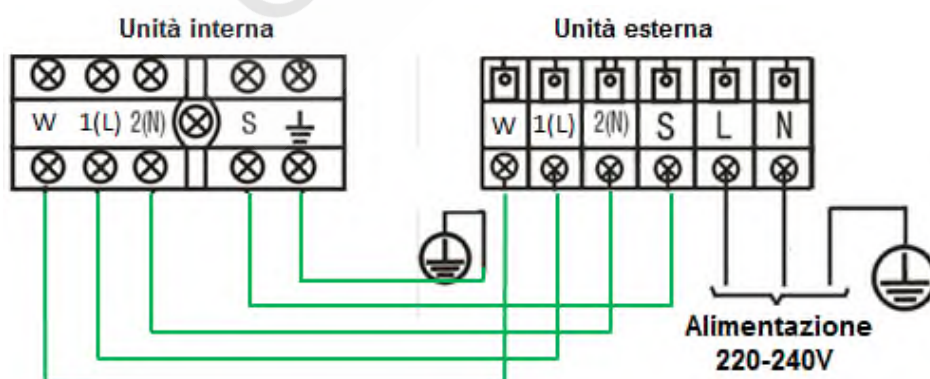 Unità interna
Unità esterna
W 1(L) 2(N) S
W 1(L) 2(N) S L N
Alimentazione
220-240V